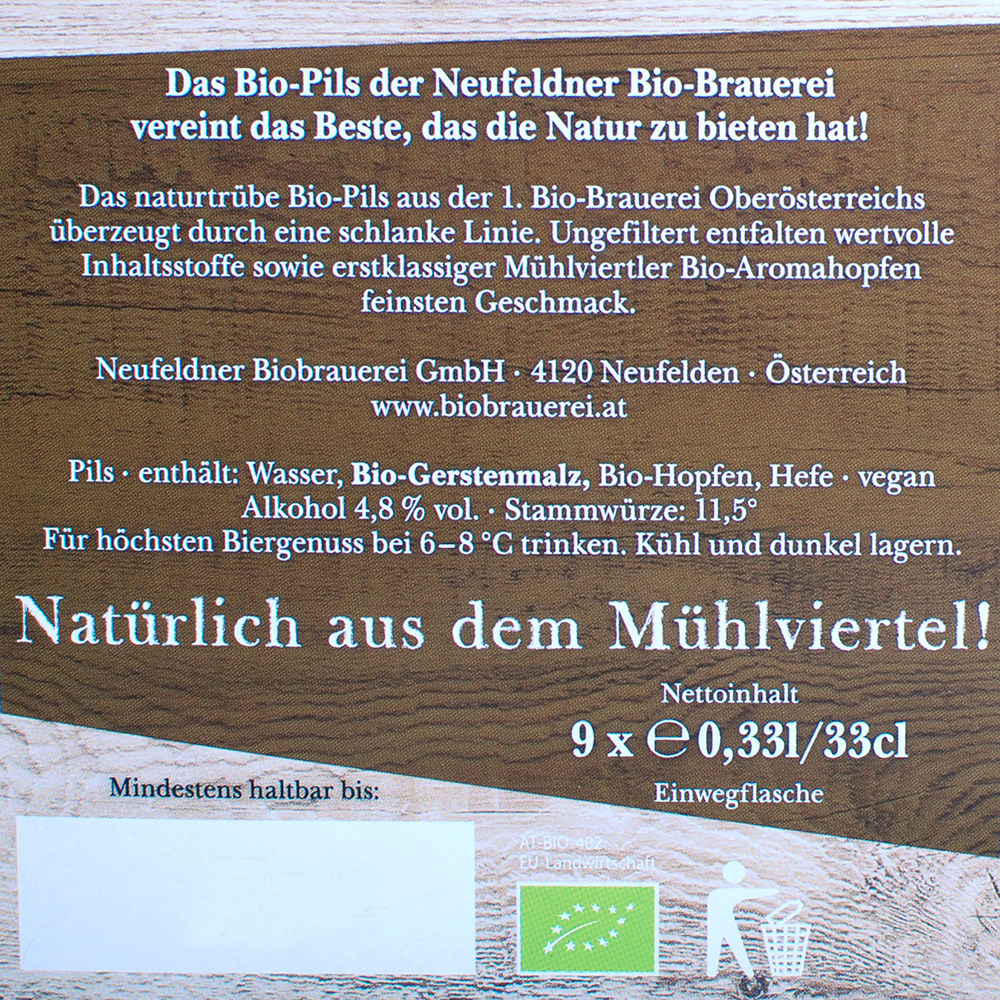 Das Bio-Pils der Neufeldner Bio-Brauerei
vereint das Beste, das die Natur zu bieten hat!
Das naturtrübe Bio-Pils aus der 1. Bio-Brauerei Oberösterreichs
überzeugt durch eine schlanke Linie. Ungefiltert entfalten wertvolle
Inhaltsstoffe sowie erstklassiger Mühlviertler Bio-Aromahopfen
feinsten Geschmack.
Neufeldner Biobrauerei GmbH · 4120 Neufelden · Österreich
www.biobrauerei.at
Pils · enthält: Wasser, Bio-Gerstenmalz, Bio-Hopfen, Hefe · vegan
Alkohol 4,8 % vol. · Stammwürze: 11,5°
Für höchsten Biergenuss bei 6–8 °C trinken. Kühl und dunkel lagern.
Natürlich aus dem Mühlviertel!
Nettoinhalt
9 x ℮ 0,33l/33cl
Einwegflasche
Mindestens haltbar bis:
AT-BIO-402
EU-Landwirtschaft